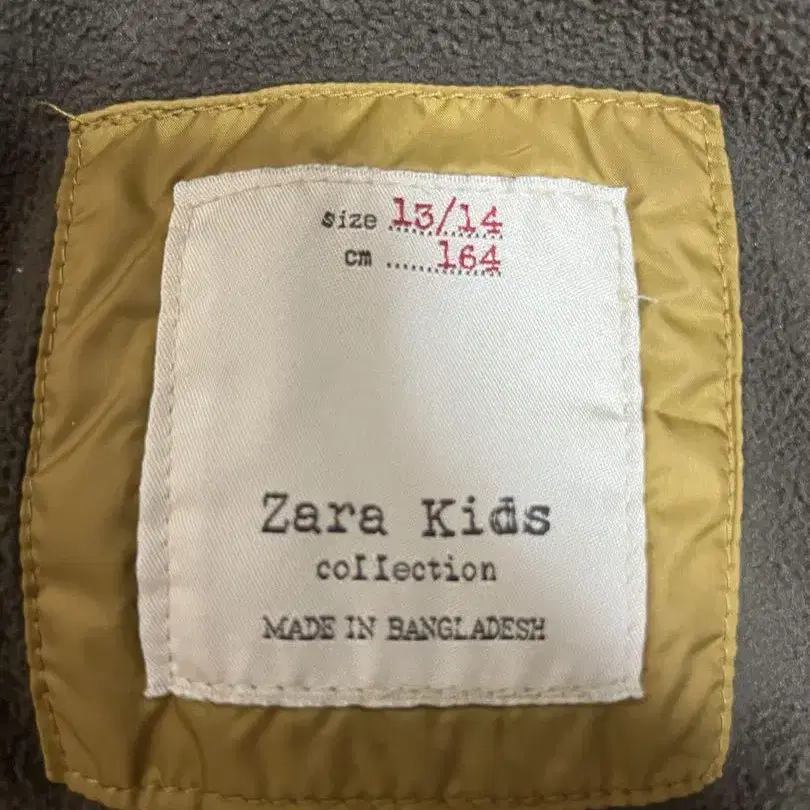 size 13/14
cm ......164
Zara Kids
collection
MADE IN BANGLADESH